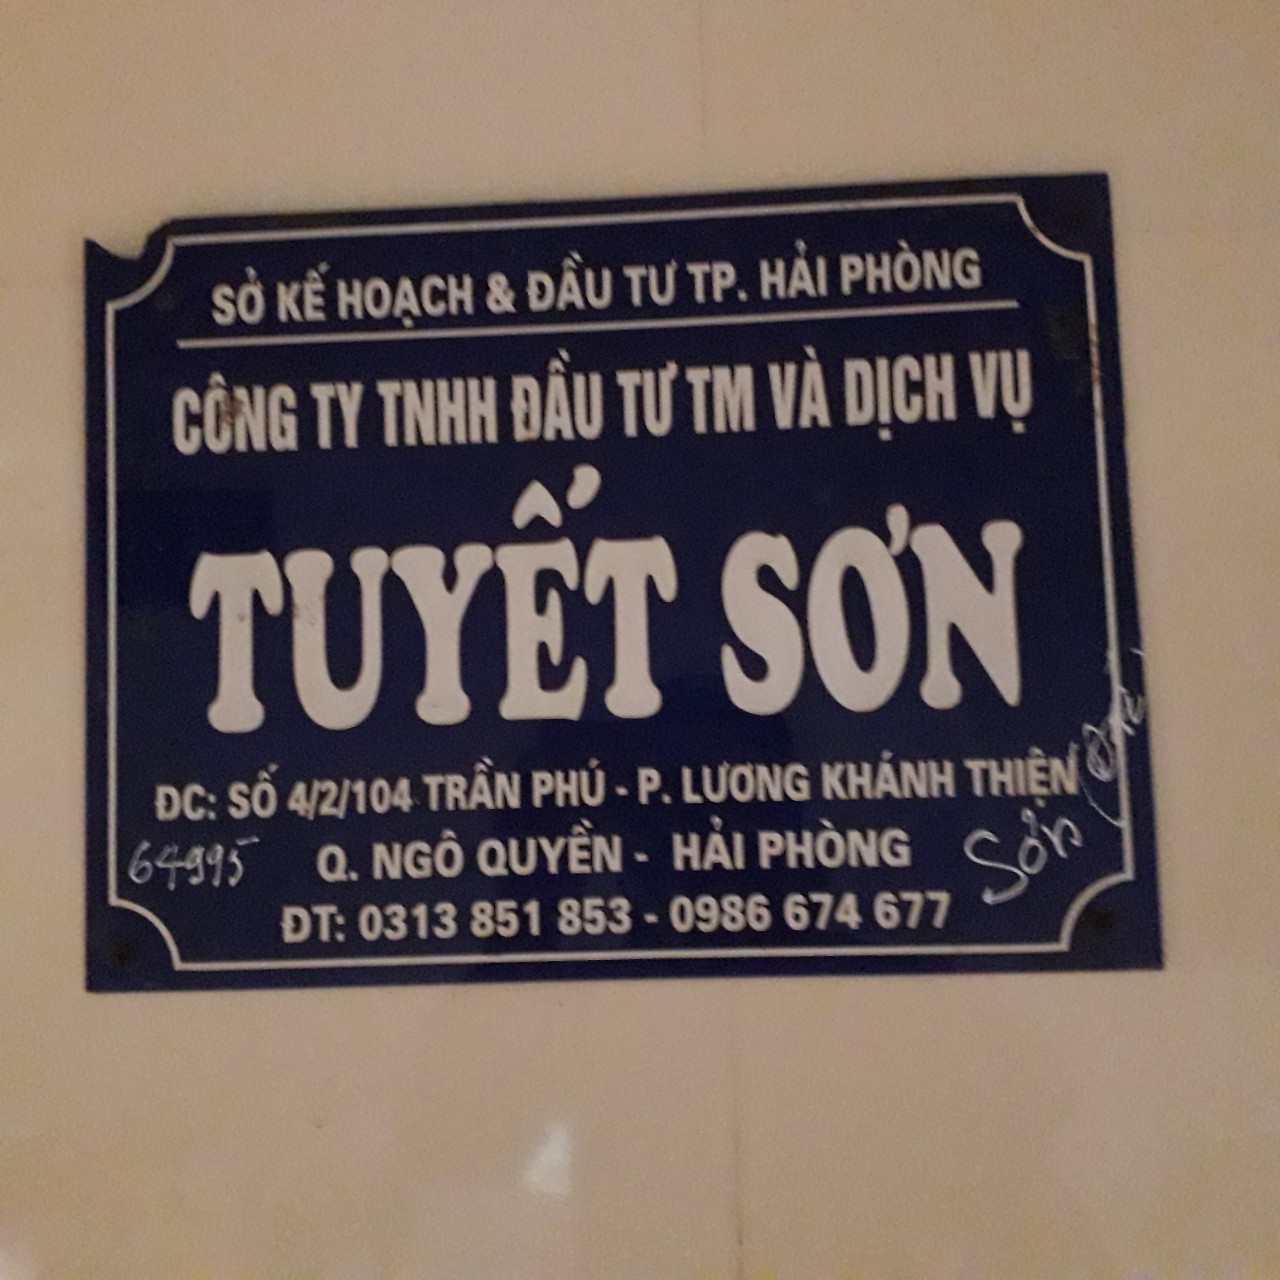 SỞ KẾ HOẠCH & ĐẦU TƯ TP. HẢI PHÒNG
CÔNG TY TNHH ĐẦU TƯ TM VÀ DỊCH VỤ
TUYẾT SƠN
ĐC: SỐ 4/2/104 TRẦN PHÚ - P. LƯƠNG KHÁNH THIỆN
Q. NGÔ QUYỀN - HẢI PHÒNG
64995
Sơn
ĐT: 0313 851 853 - 0986 674 677